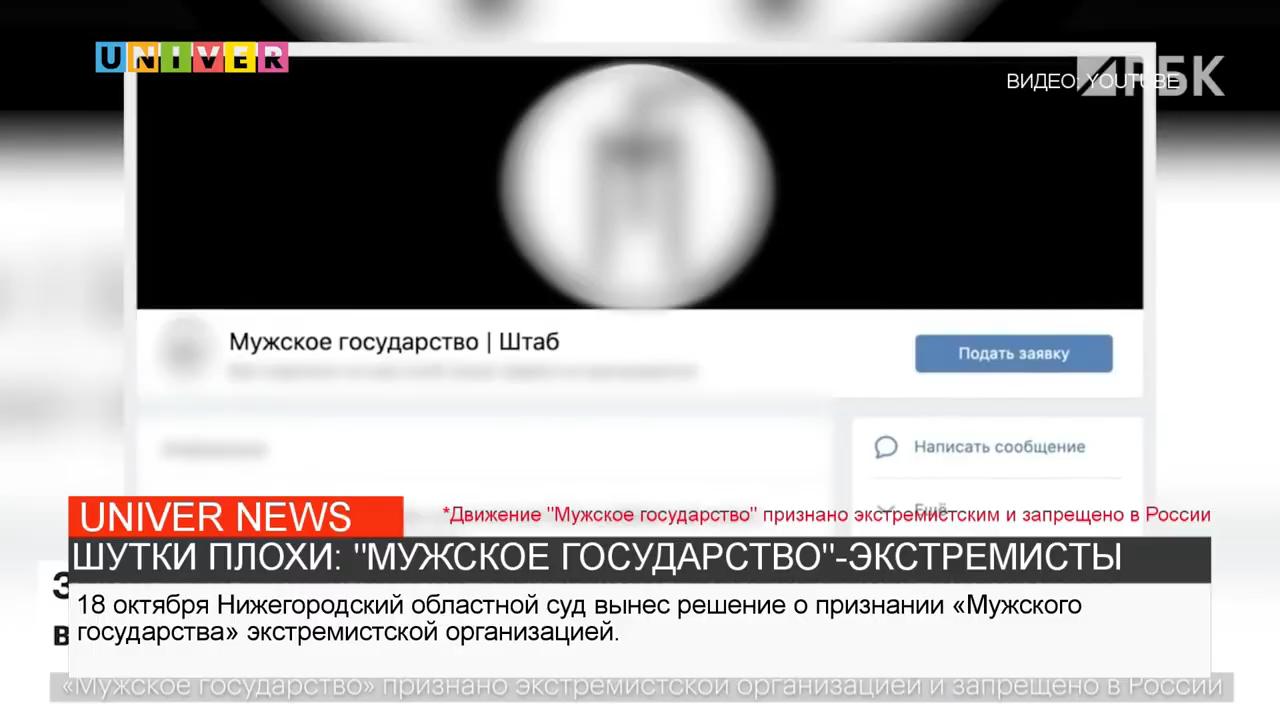 UNIVER
РБК
ВИДЕО: YOUTUBE
Мужское государство | Штаб
Подать заявку
Написать сообщение
Ещё
UNIVER NEWS
*Движение "Мужское государство" признано экстремистским и запрещено в России
ШУТКИ ПЛОХИ: "МУЖСКОЕ ГОСУДАРСТВО"-ЭКСТРЕМИСТЫ
18 октября Нижегородский областной суд вынес решение о признании «Мужского
государства» экстремистской организацией.
«Мужское государство» признано экстремистской организацией и запрещено в России